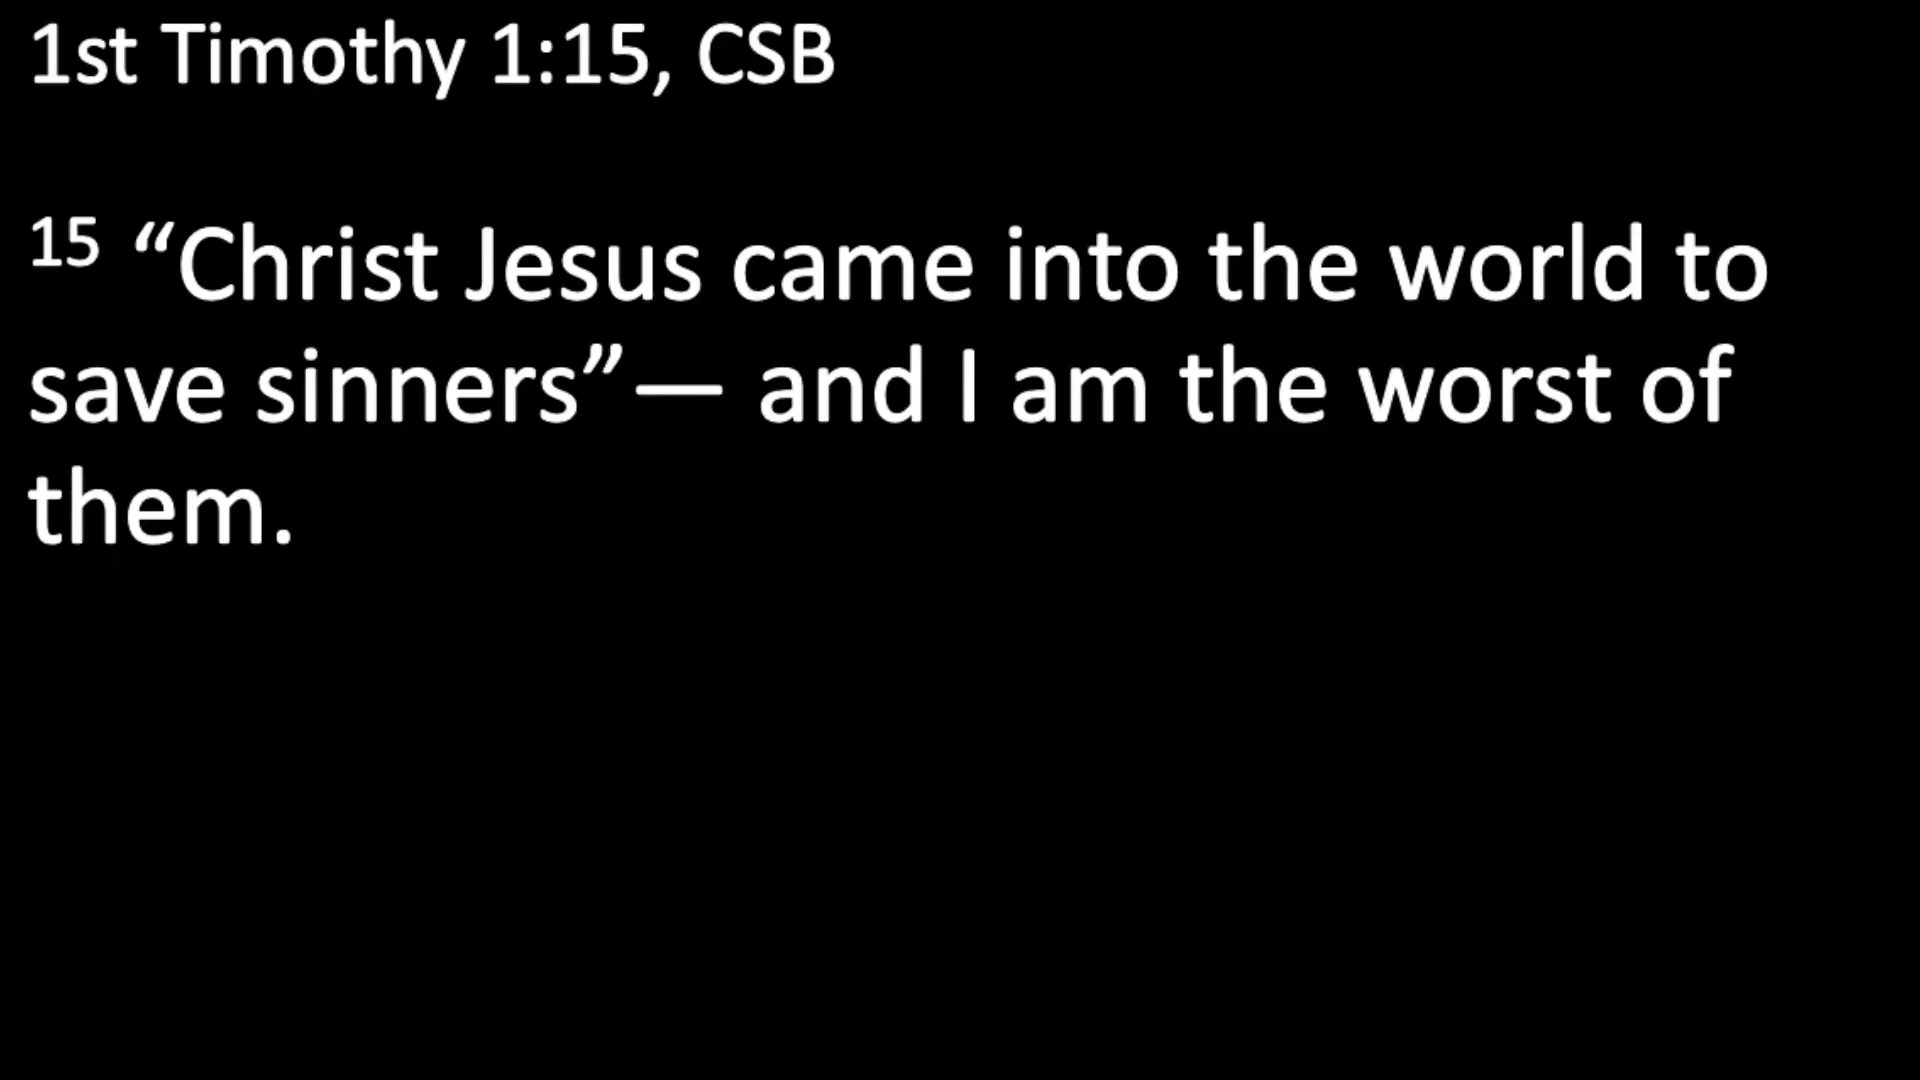 1st Timothy 1:15, CSB
15 “Christ Jesus came into the world to
save sinners”— and I am the worst of
them.